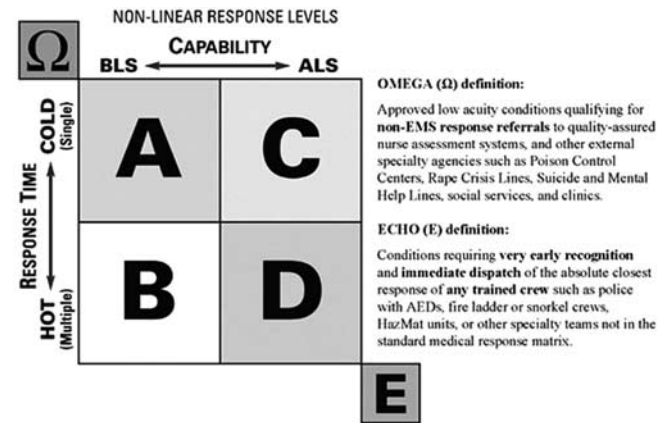 NON-LINEAR RESPONSE LEVELS
Ω
CAPABILITY
BLS ALS
OMEGA (Ω) definition:
Approved low acuity conditions qualifying for
non-EMS response referrals to quality-assured
nurse assessment systems, and other external
specialty agencies such as Poison Control
Centers, Rape Crisis Lines, Suicide and Mental
Help Lines, social services, and clinics.
ECHO (E) definition:
Conditions requiring very early recognition
and immediate dispatch of the absolute closest
response of any trained crew such as police
with AEDs, fire ladder or snorkel crews,
HazMat units, or other specialty teams not in the
standard medical response matrix.
RESPONSE TIME
COLD
(Single)
HOT
(Multiple)
A C
B D
E